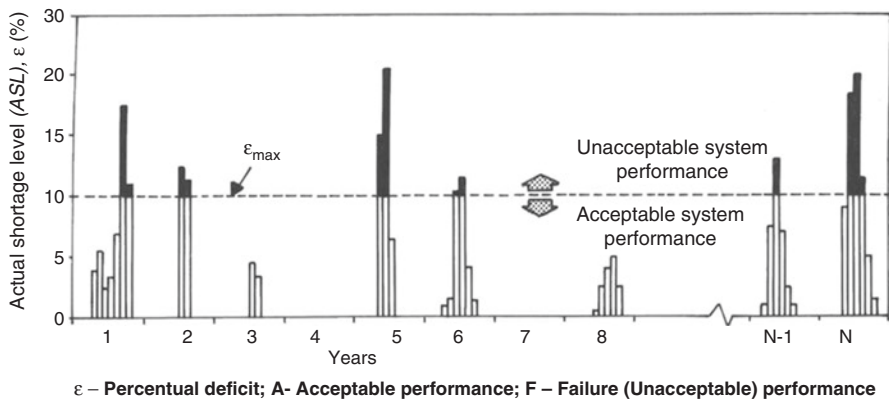 Actual shortage level (ASL), ε (%)
30
20
15
10
5
0
εmax
Unacceptable system
performance
Acceptable system
performance
1 2 3 4 5 6 7 8 N-1 N
Years
ε – Percentual deficit; A- Acceptable performance; F – Failure (Unacceptable) performance